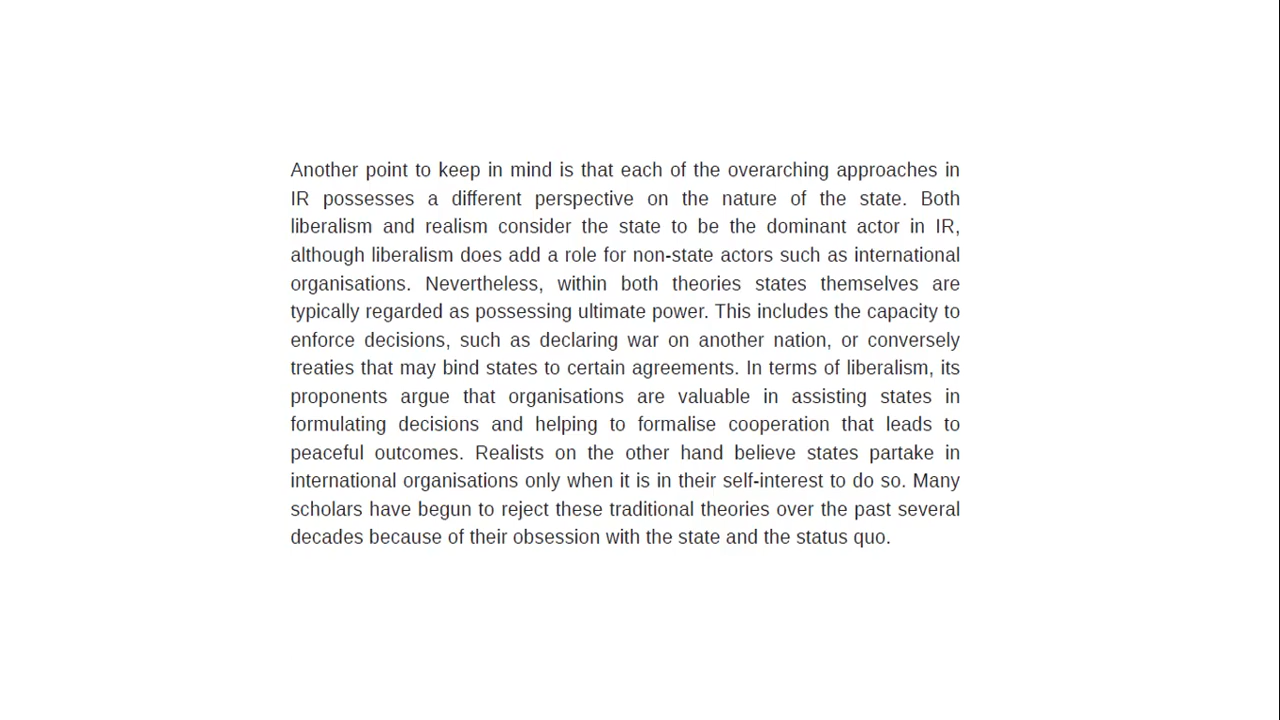 Another point to keep in mind is that each of the overarching approaches in
IR possesses a different perspective on the nature of the state. Both
liberalism and realism consider the state to be the dominant actor in IR,
although liberalism does add a role for non-state actors such as international
organisations. Nevertheless, within both theories states themselves are
typically regarded as possessing ultimate power. This includes the capacity to
enforce decisions, such as declaring war on another nation, or conversely
treaties that may bind states to certain agreements. In terms of liberalism, its
proponents argue that organisations are valuable in assisting states in
formulating decisions and helping to formalise cooperation that leads to
peaceful outcomes. Realists on the other hand believe states partake in
international organisations only when it is in their self-interest to do so. Many
scholars have begun to reject these traditional theories over the past several
decades because of their obsession with the state and the status quo.